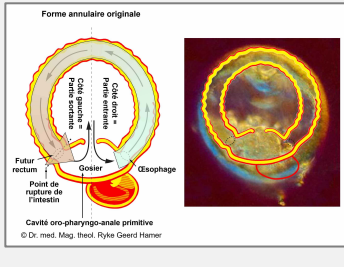 Forme annulaire originale
Côté gauche =
Partie sortante
Côté droit =
Partie entrante
Futur
rectum
Gosier
Œsophage
Point de
rupture de
l'intestin
Cavité oro-pharyngo-anale primitive
© Dr. med. Mag. theol. Ryke Geerd Hamer